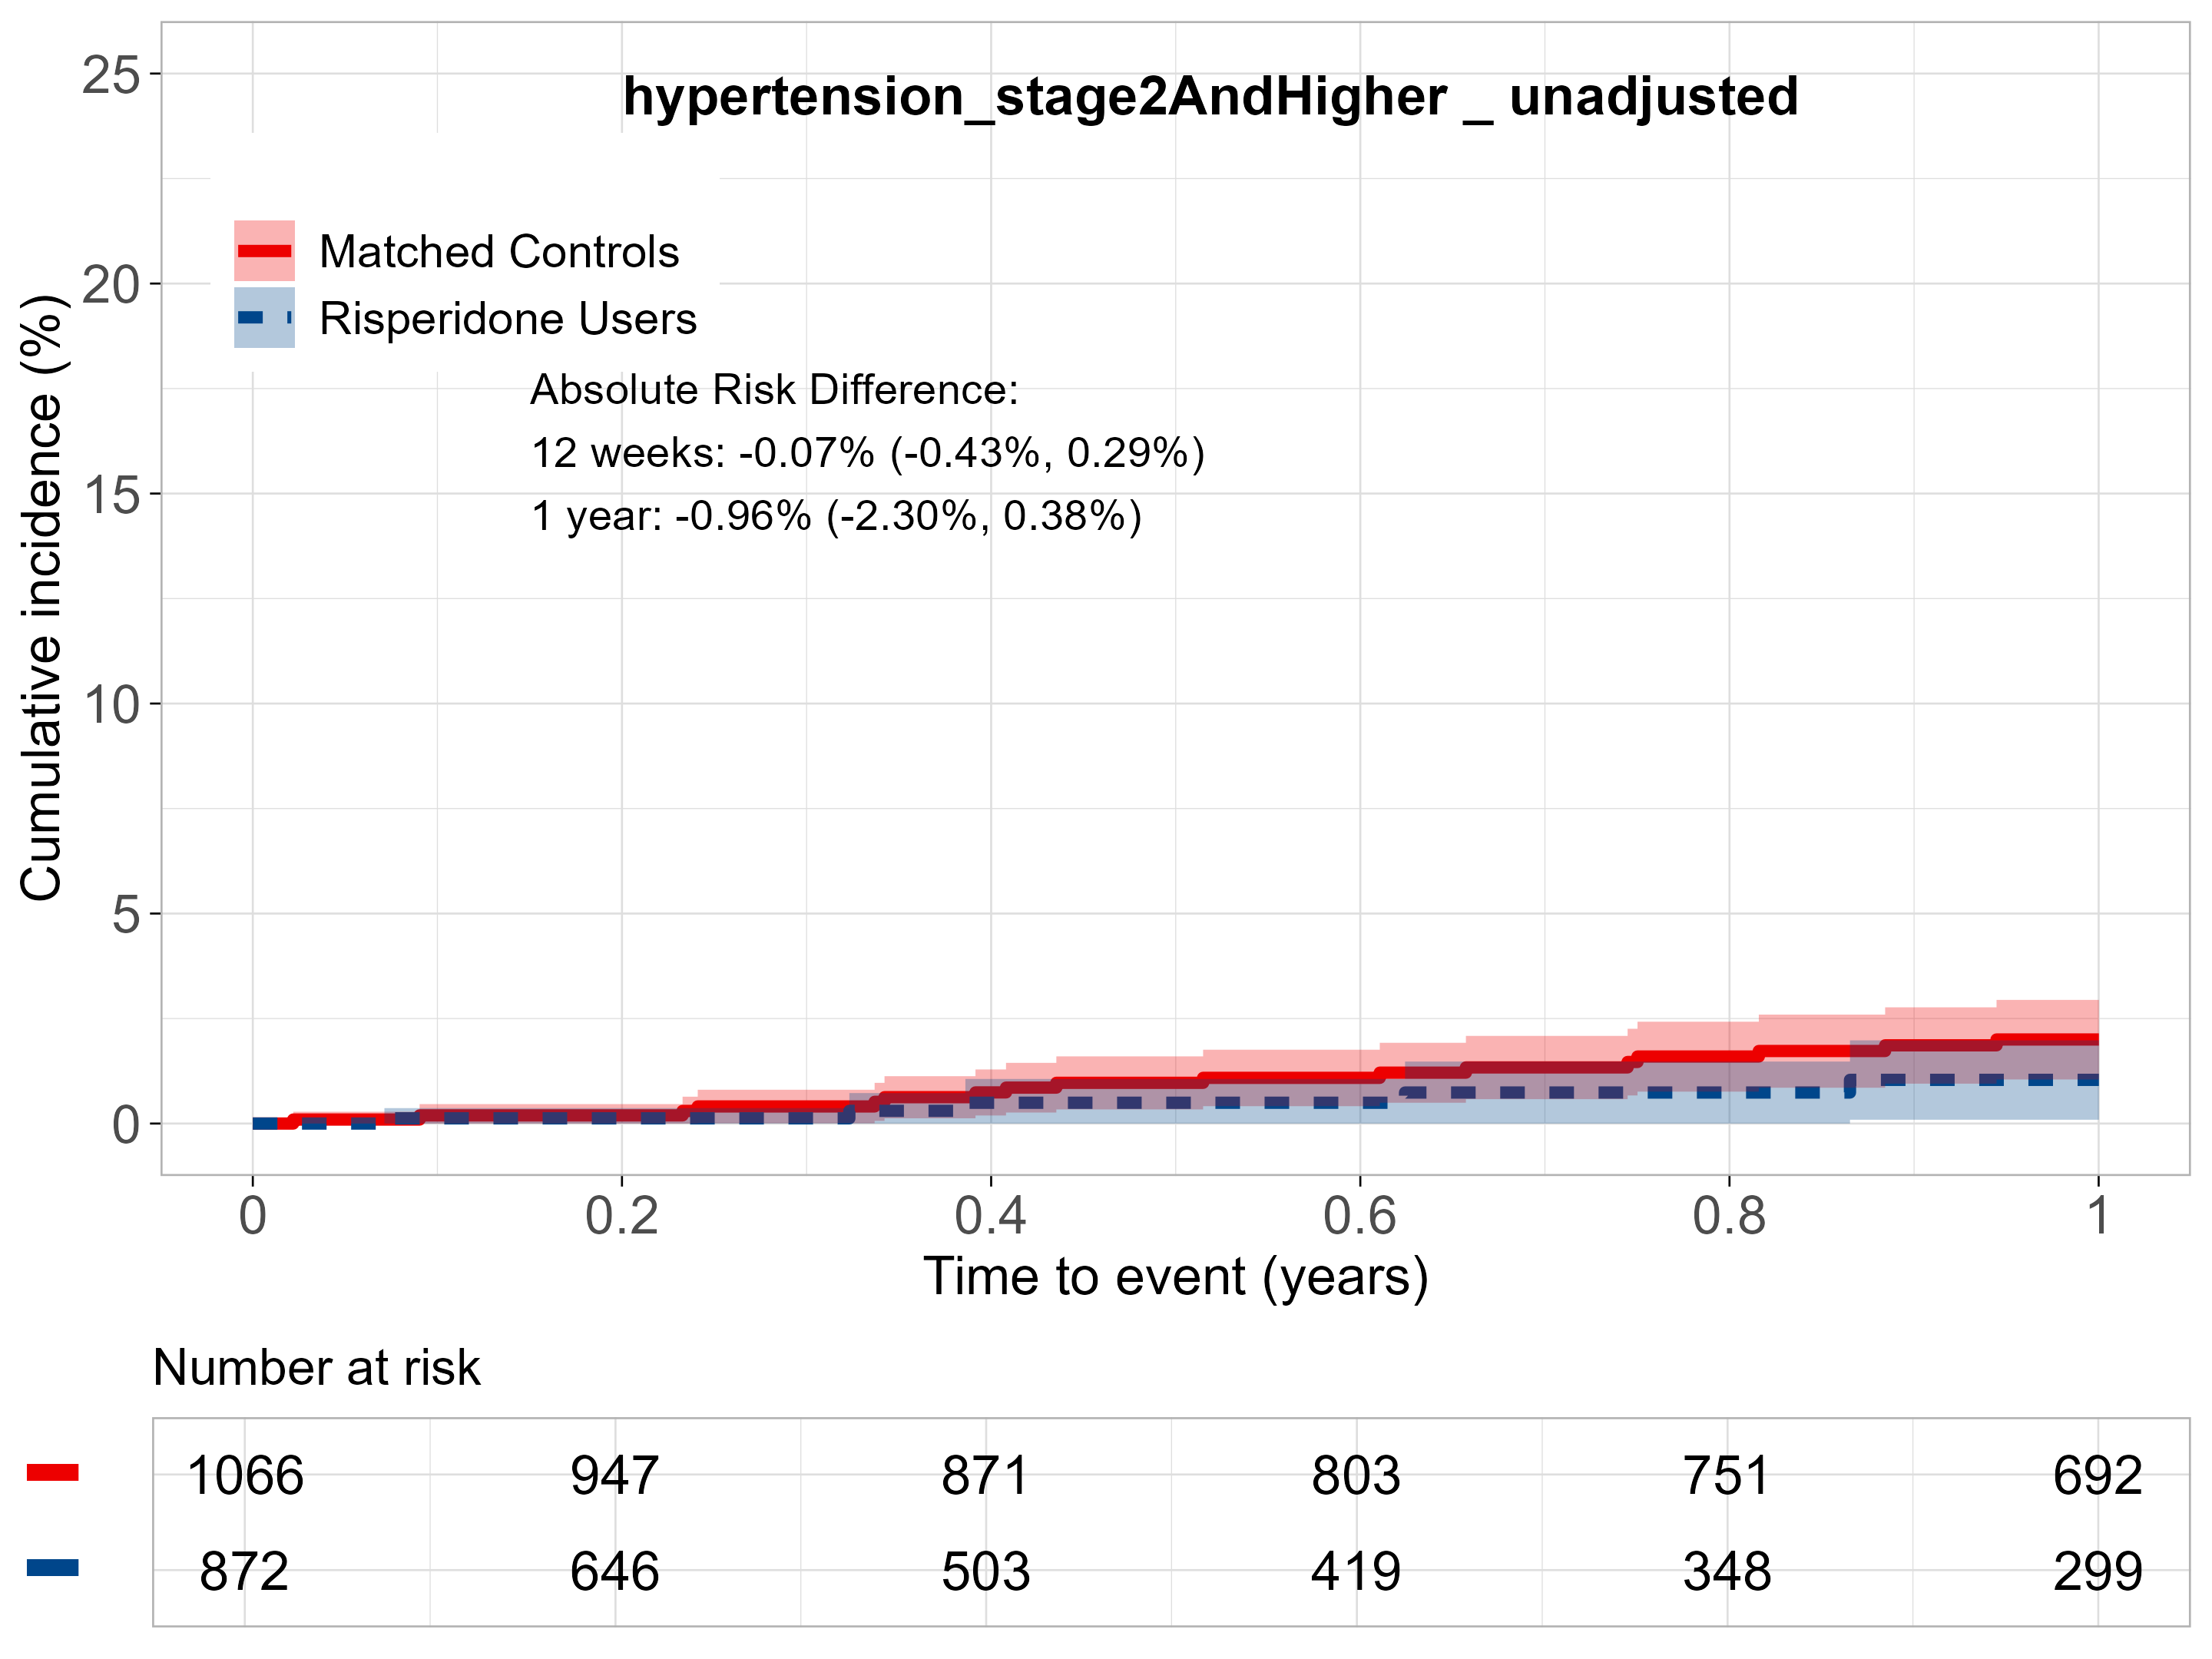 hypertension_stage2AndHigher _ unadjusted
Matched Controls
Risperidone Users
Absolute Risk Difference:
12 weeks: -0.07% (-0.43%, 0.29%)
1 year: -0.96% (-2.30%, 0.38%)
Cumulative incidence (%)
25
20
15
10
5
0
0 0.2 0.4 0.6 0.8 1
Time to event (years)
Number at risk
1066 947 871 803 751 692
872 646 503 419 348 299